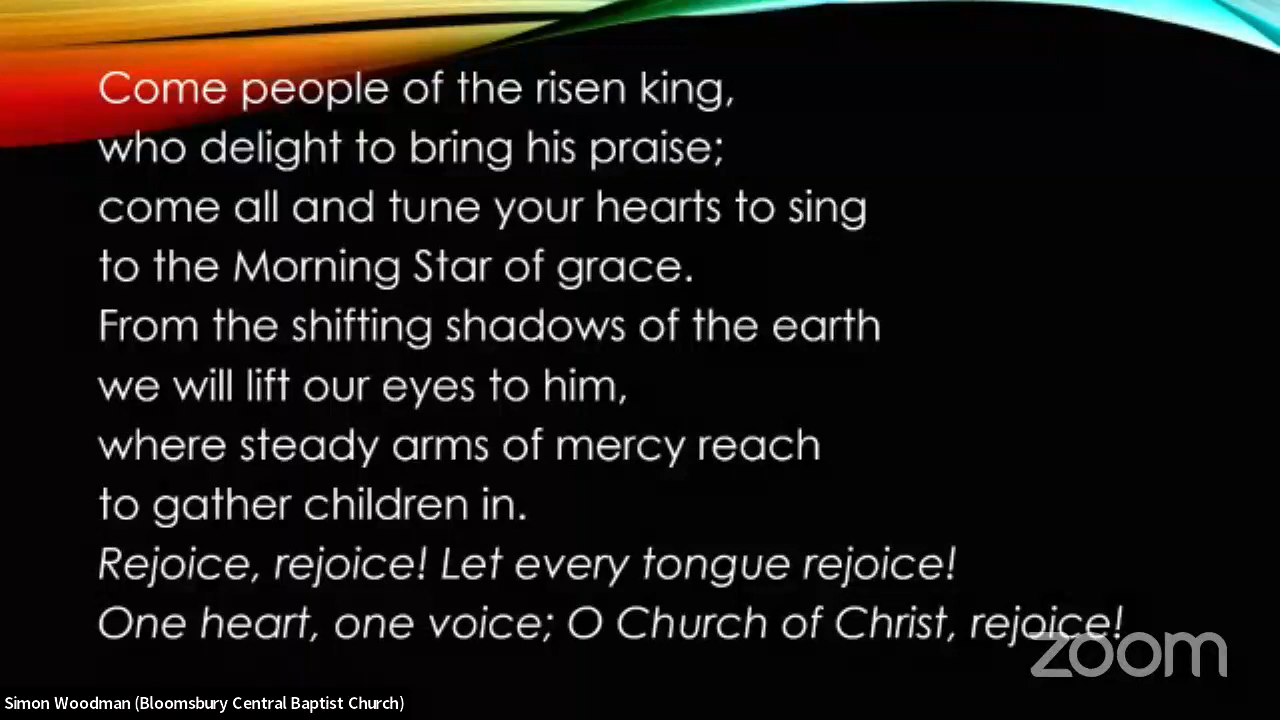 Come people of the risen king,
who delight to bring his praise;
come all and tune your hearts to sing
to the Morning Star of grace.
From the shifting shadows of the earth
we will lift our eyes to him,
where steady arms of mercy reach
to gather children in.
Rejoice, rejoice! Let every tongue rejoice!
One heart, one voice; O Church of Christ, rejoice!
zoom
Simon Woodman (Bloomsbury Central Baptist Church)